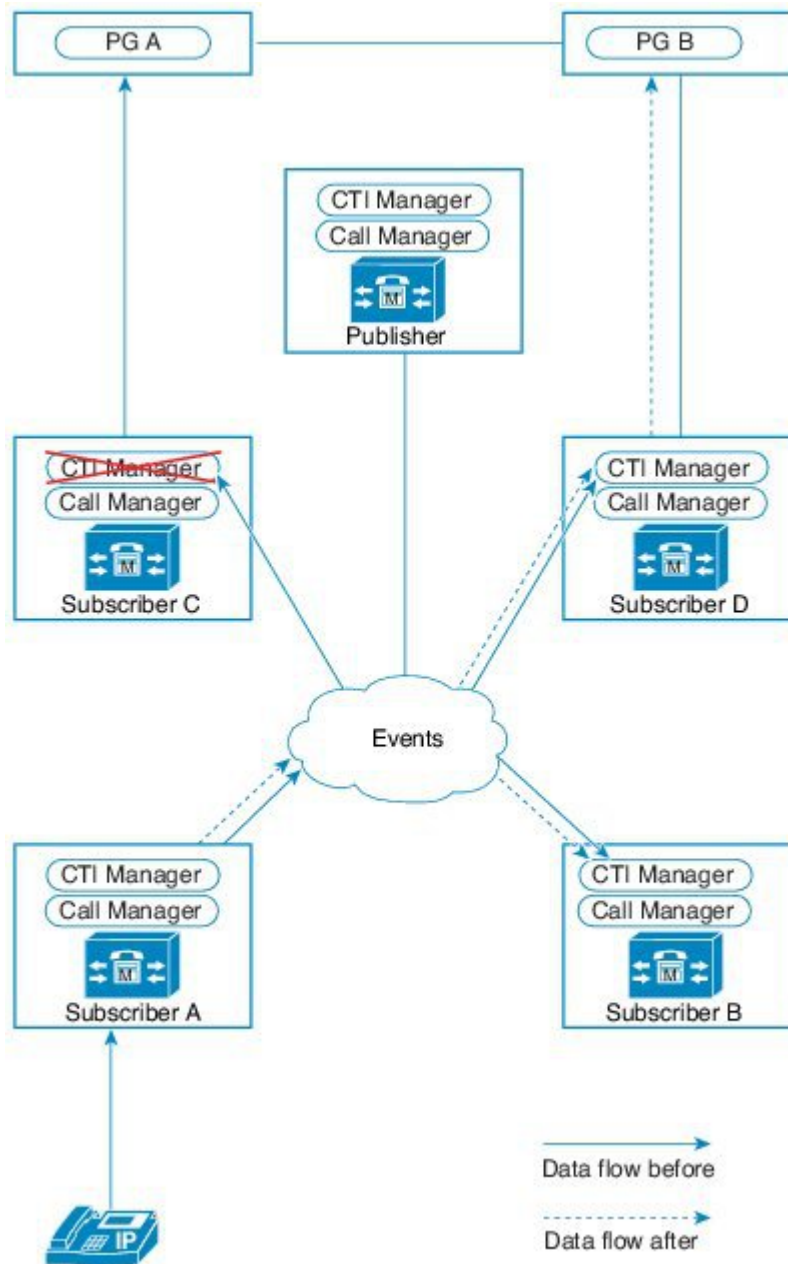 PG A
PG B
CTI Manager
Call Manager
M
Publisher
CTI Manager
Call Manager
M
Subscriber C
CTI Manager
Call Manager
M
Subscriber D
Events
CTI Manager
Call Manager
M
Subscriber A
CTI Manager
Call Manager
M
Subscriber B
Data flow before
IP
Data flow after